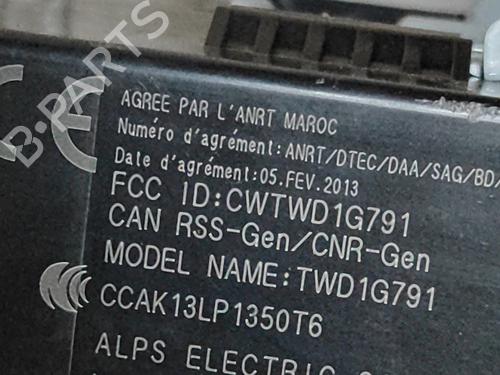 AGREE PAR L'ANRT MAROC
Numéro d'agrément:ANRT/DTEC/DAA/SAG/BD/
Date d'agrément:05.FEV.2013
FCC ID:CWTWD1G791
CAN RSS-Gen/CNR-Gen
MODEL NAME:TWD1G791
CCAK13LP1350T6
ALPS ELECTRIC
B-PARTS